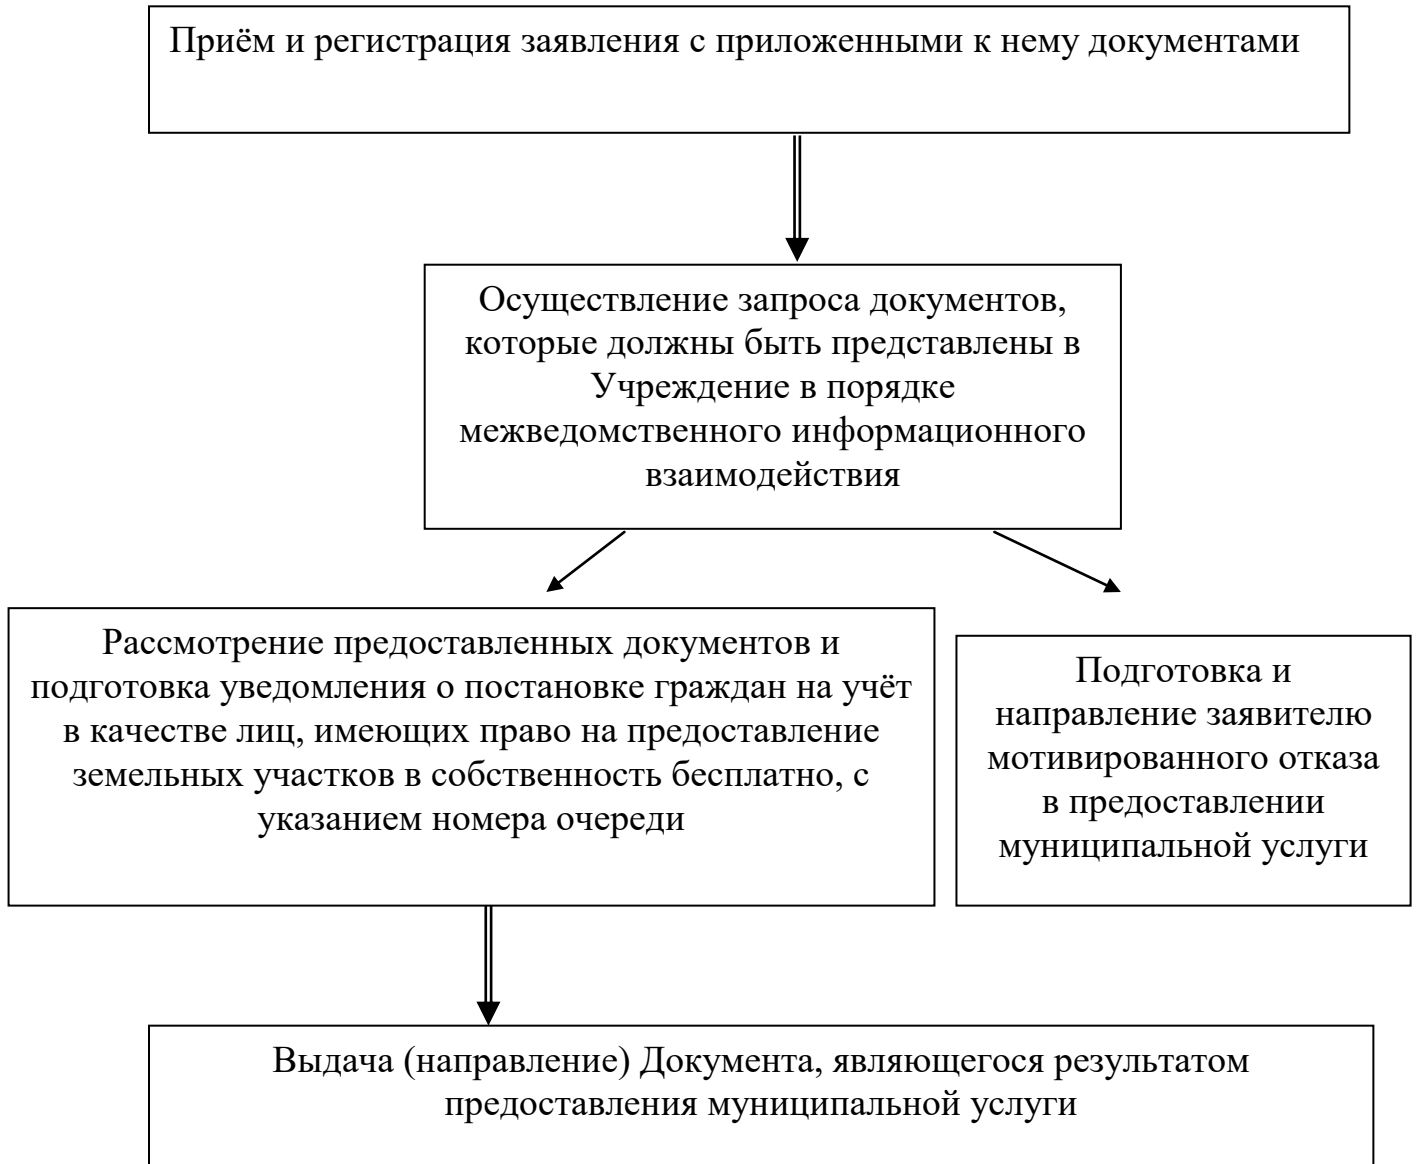 Приём и регистрация заявления с приложенными к нему документами
Осуществление запроса документов,
которые должны быть представлены в
Учреждение в порядке
межведомственного информационного
взаимодействия
Рассмотрение предоставленных документов и
подготовка уведомления о постановке граждан на учёт
в качестве лиц, имеющих право на предоставление
земельных участков в собственность бесплатно, с
указанием номера очереди
Подготовка и
направление заявителю
мотивированного отказа
в предоставлении
муниципальной услуги
Выдача (направление) Документа, являющегося результатом
предоставления муниципальной услуги